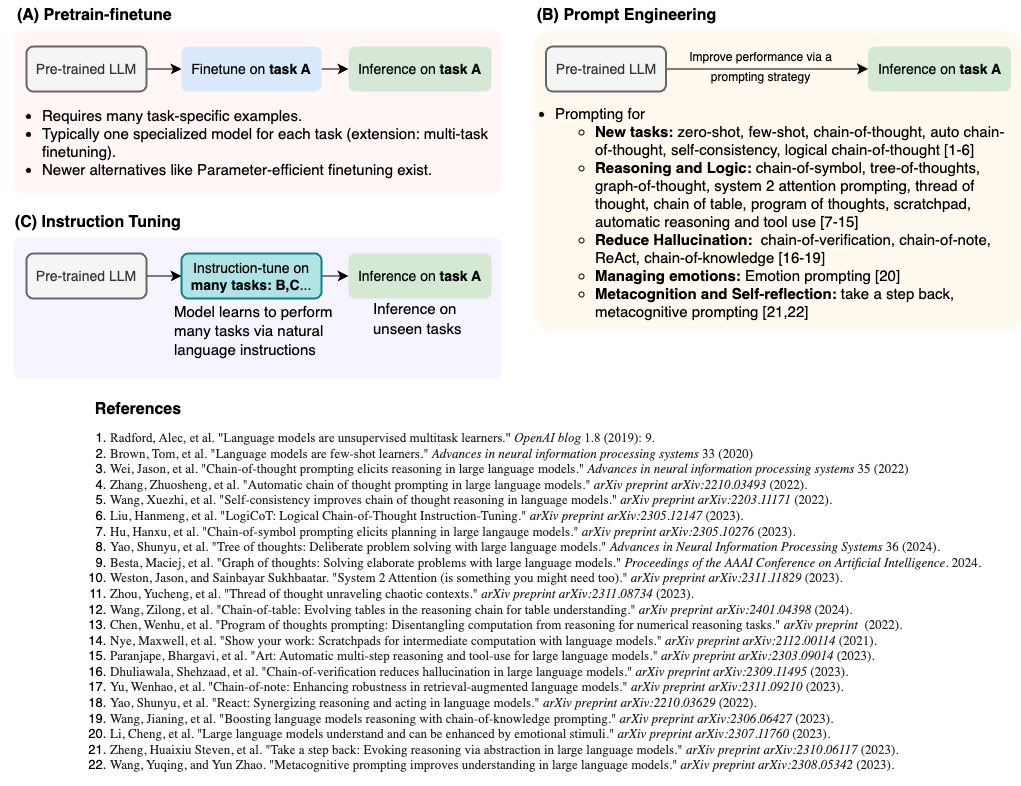 (A) Pretrain-finetune
Pre-trained LLM
Finetune on task A
Inference on task A
• Requires many task-specific examples.
• Typically one specialized model for each task (extension: multi-task
finetuning).
• Newer alternatives like Parameter-efficient finetuning exist.
(B) Prompt Engineering
Pre-trained LLM
Improve performance via a
prompting strategy
Inference on task A
• Prompting for
○ New tasks: zero-shot, few-shot, chain-of-thought, auto chain-
of-thought, self-consistency, logical chain-of-thought [1-6]
○ Reasoning and Logic: chain-of-symbol, tree-of-thoughts,
graph-of-thought, system 2 attention prompting, thread of
thought, chain of table, program of thoughts, scratchpad,
automatic reasoning and tool use [7-15]
○ Reduce Hallucination: chain-of-verification, chain-of-note,
ReAct, chain-of-knowledge [16-19]
○ Managing emotions: Emotion prompting [20]
○ Metacognition and Self-reflection: take a step back,
metacognitive prompting [21,22]
(C) Instruction Tuning
Pre-trained LLM
Instruction-tune on
many tasks: B,C...
Inference on task A
Model learns to perform
many tasks via natural
language instructions
Inference on
unseen tasks
References
1. Radford, Alec, et al. "Language models are unsupervised multitask learners." OpenAI blog 1.8 (2019): 9.
2. Brown, Tom, et al. "Language models are few-shot learners." Advances in neural information processing systems 33 (2020)
3. Wei, Jason, et al. "Chain-of-thought prompting elicits reasoning in large language models." Advances in neural information processing systems 35 (2022)
4. Zhang, Zhuosheng, et al. "Automatic chain of thought prompting in large language models." arXiv preprint arXiv:2210.03493 (2022).
5. Wang, Xuezhi, et al. "Self-consistency improves chain of thought reasoning in language models." arXiv preprint arXiv:2203.11171 (2022).
6. Liu, Hanmeng, et al. "LogiCoT: Logical Chain-of-Thought Instruction-Tuning." arXiv preprint arXiv:2305.12147 (2023).
7. Hu, Hanxu, et al. "Chain-of-symbol prompting elicits planning in large langauge models." arXiv preprint arXiv:2305.10276 (2023).
8. Yao, Shunyu, et al. "Tree of thoughts: Deliberate problem solving with large language models." Advances in Neural Information Processing Systems 36 (2024).
9. Besta, Maciej, et al. "Graph of thoughts: Solving elaborate problems with large language models." Proceedings of the AAAI Conference on Artificial Intelligence. 2024.
10. Weston, Jason, and Sainbayar Sukhbaatar. "System 2 Attention (is something you might need too)." arXiv preprint arXiv:2311.11829 (2023).
11. Zhou, Yucheng, et al. "Thread of thought unraveling chaotic contexts." arXiv preprint arXiv:2311.08734 (2023).
12. Wang, Zilong, et al. "Chain-of-table: Evolving tables in the reasoning chain for table understanding." arXiv preprint arXiv:2401.04398 (2024).
13. Chen, Wenhu, et al. "Program of thoughts prompting: Disentangling computation from reasoning for numerical reasoning tasks." arXiv preprint (2022).
14. Nye, Maxwell, et al. "Show your work: Scratchpads for intermediate computation with language models." arXiv preprint arXiv:2112.00114 (2021).
15. Paranjape, Bhargavi, et al. "Art: Automatic multi-step reasoning and tool-use for large language models." arXiv preprint arXiv:2303.09014 (2023).
16. Dhuliawala, Shehzaad, et al. "Chain-of-verification reduces hallucination in large language models." arXiv preprint arXiv:2309.11495 (2023).
17. Yu, Wenhao, et al. "Chain-of-note: Enhancing robustness in retrieval-augmented language models." arXiv preprint arXiv:2311.09210 (2023).
18. Yao, Shunyu, et al. "React: Synergizing reasoning and acting in language models." arXiv preprint arXiv:2210.03629 (2022).
19. Wang, Jianing, et al. "Boosting language models reasoning with chain-of-knowledge prompting." arXiv preprint arXiv:2306.06427 (2023).
20. Li, Cheng, et al. "Large language models understand and can be enhanced by emotional stimuli." arXiv preprint arXiv:2307.11760 (2023).
21. Zheng, Huaixiu Steven, et al. "Take a step back: Evoking reasoning via abstraction in large language models." arXiv preprint arXiv:2310.06117 (2023).
22. Wang, Yuqing, and Yun Zhao. "Metacognitive prompting improves understanding in large language models." arXiv preprint arXiv:2308.05342 (2023).